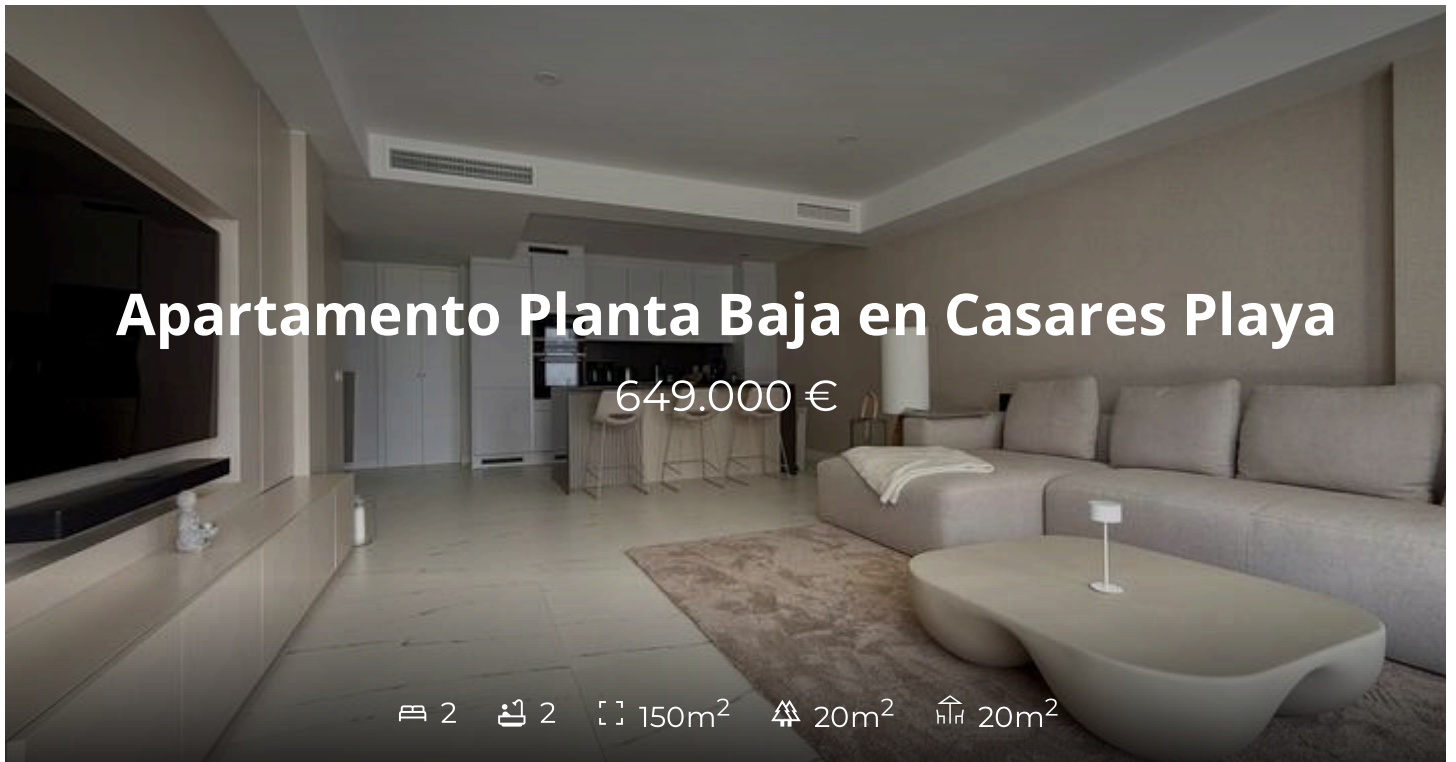 Apartamento Planta Baja en Casares Playa
649.000 €
2 2 150m² 20m² 20m²